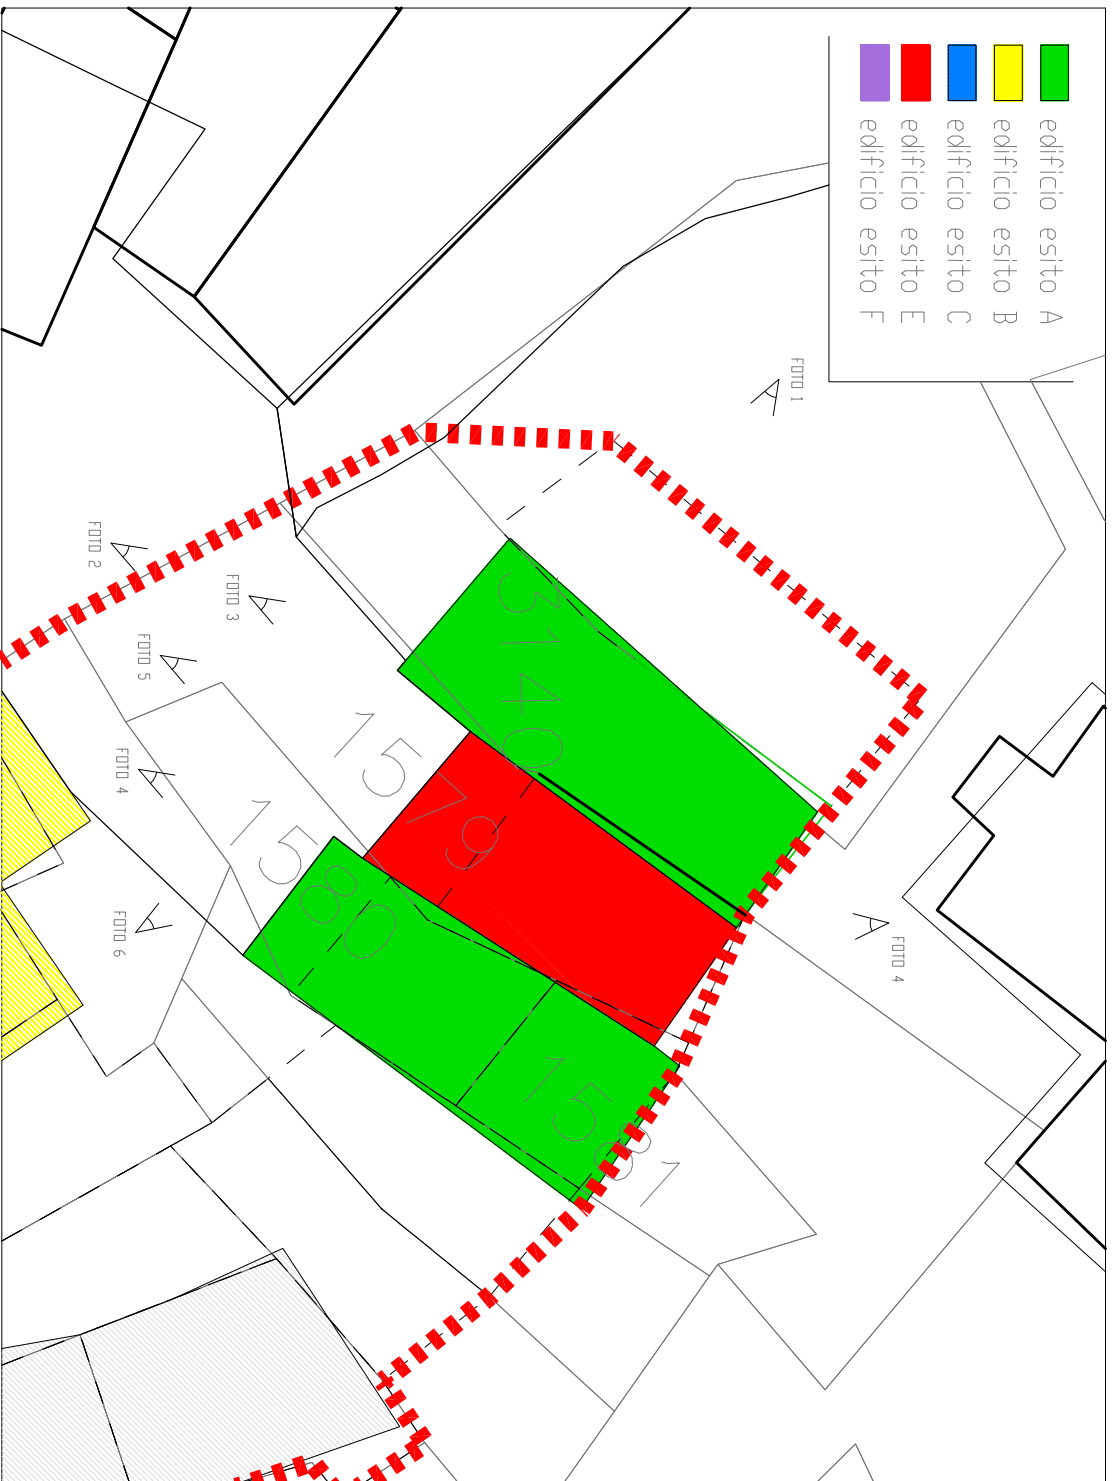 edificio esito A
edificio esito B
edificio esito C
edificio esito E
edificio esito F
FOTO 1
FOTO 2
FOTO 3
FOTO 5
FOTO 4
FOTO 6
FOTO 4
3140
1579
1580
1581